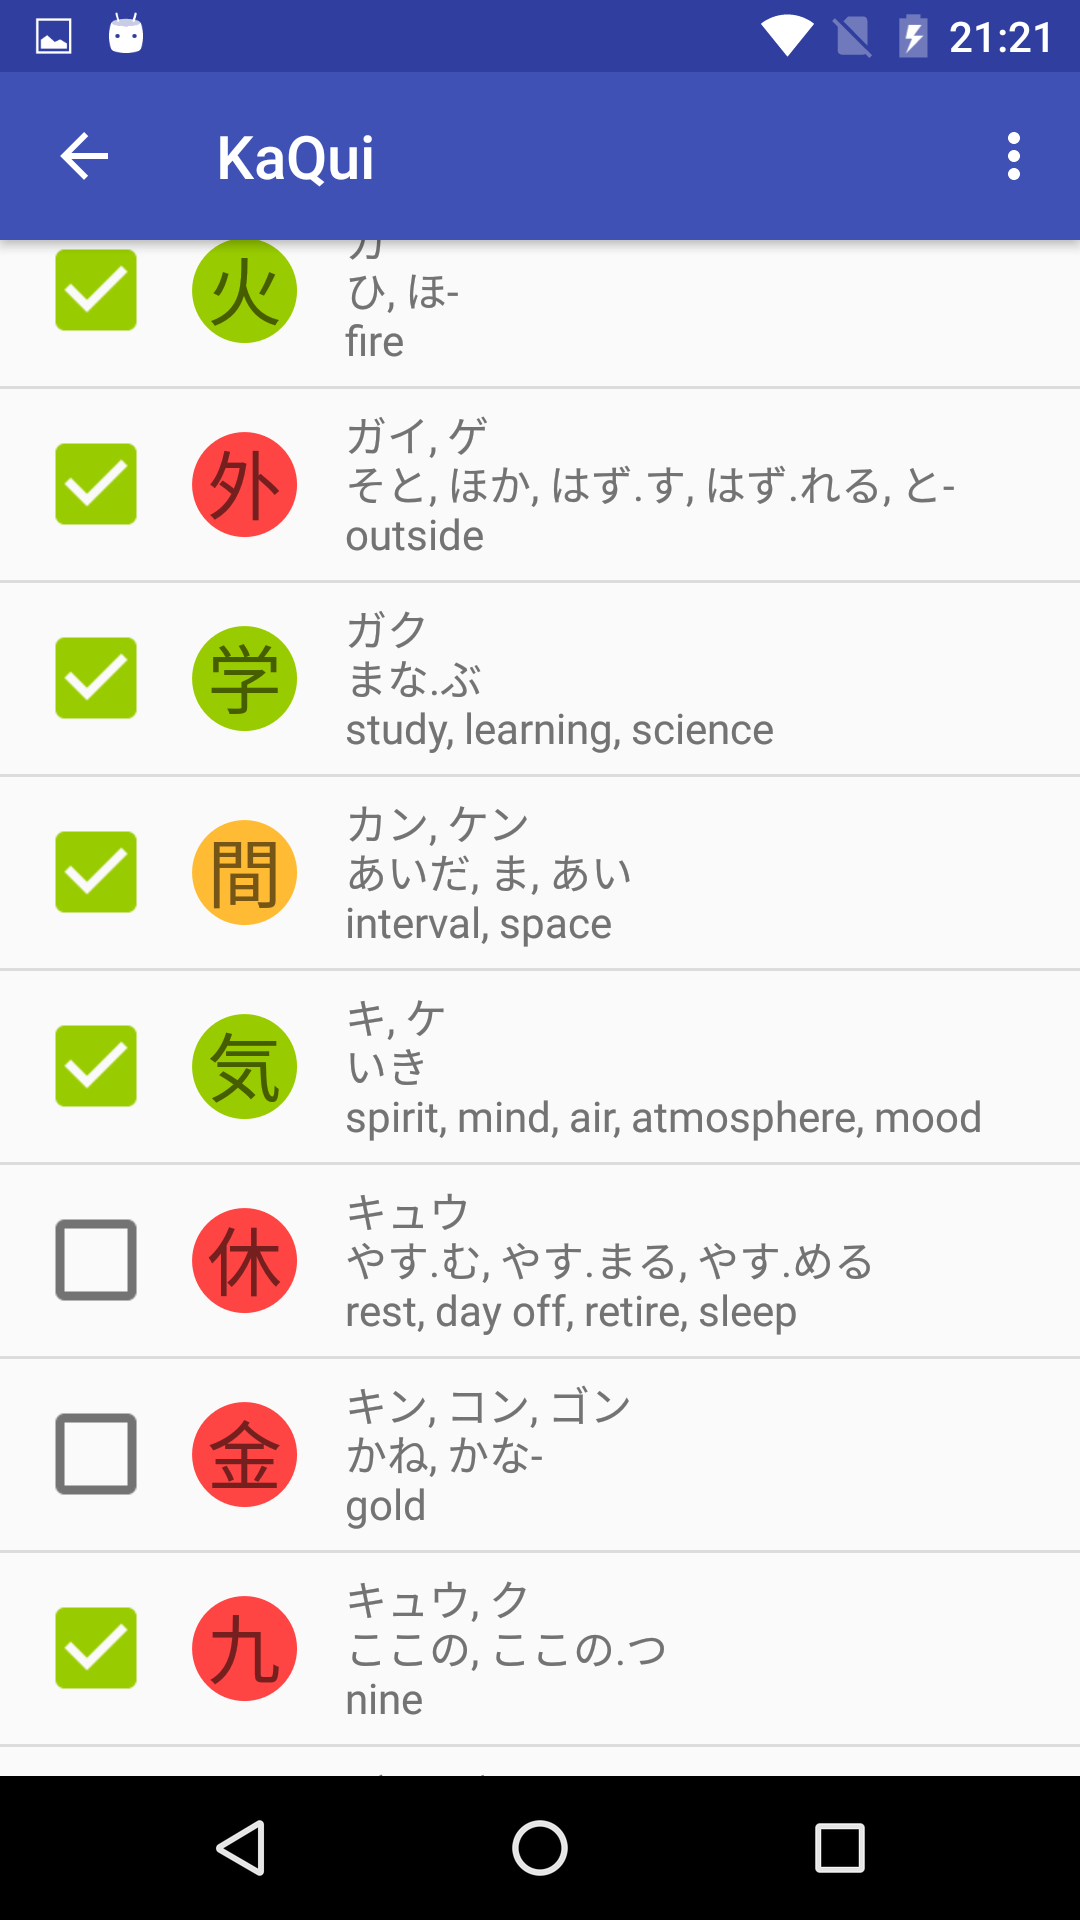 21:21
KaQui
火
カ
ひ, ほ-
fire
外
ガイ, ゲ
そと, ほか, はず.す, はず.れる, と-
outside
学
ガク
まな.ぶ
study, learning, science
間
カン, ケン
あいだ, ま, あい
interval, space
気
キ, ケ
いき
spirit, mind, air, atmosphere, mood
休
キュウ
やす.む, やす.まる, やす.める
rest, day off, retire, sleep
金
キン, コン, ゴン
かね, かな-
gold
九
キュウ, ク
ここの, ここの.つ
nine